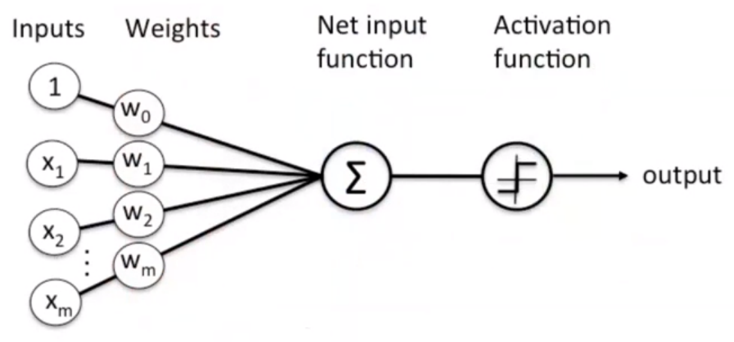 Inputs Weights Net input function Activation function
1 w0
x1 w1
x2 w2
⋮
xm wm
Σ
output